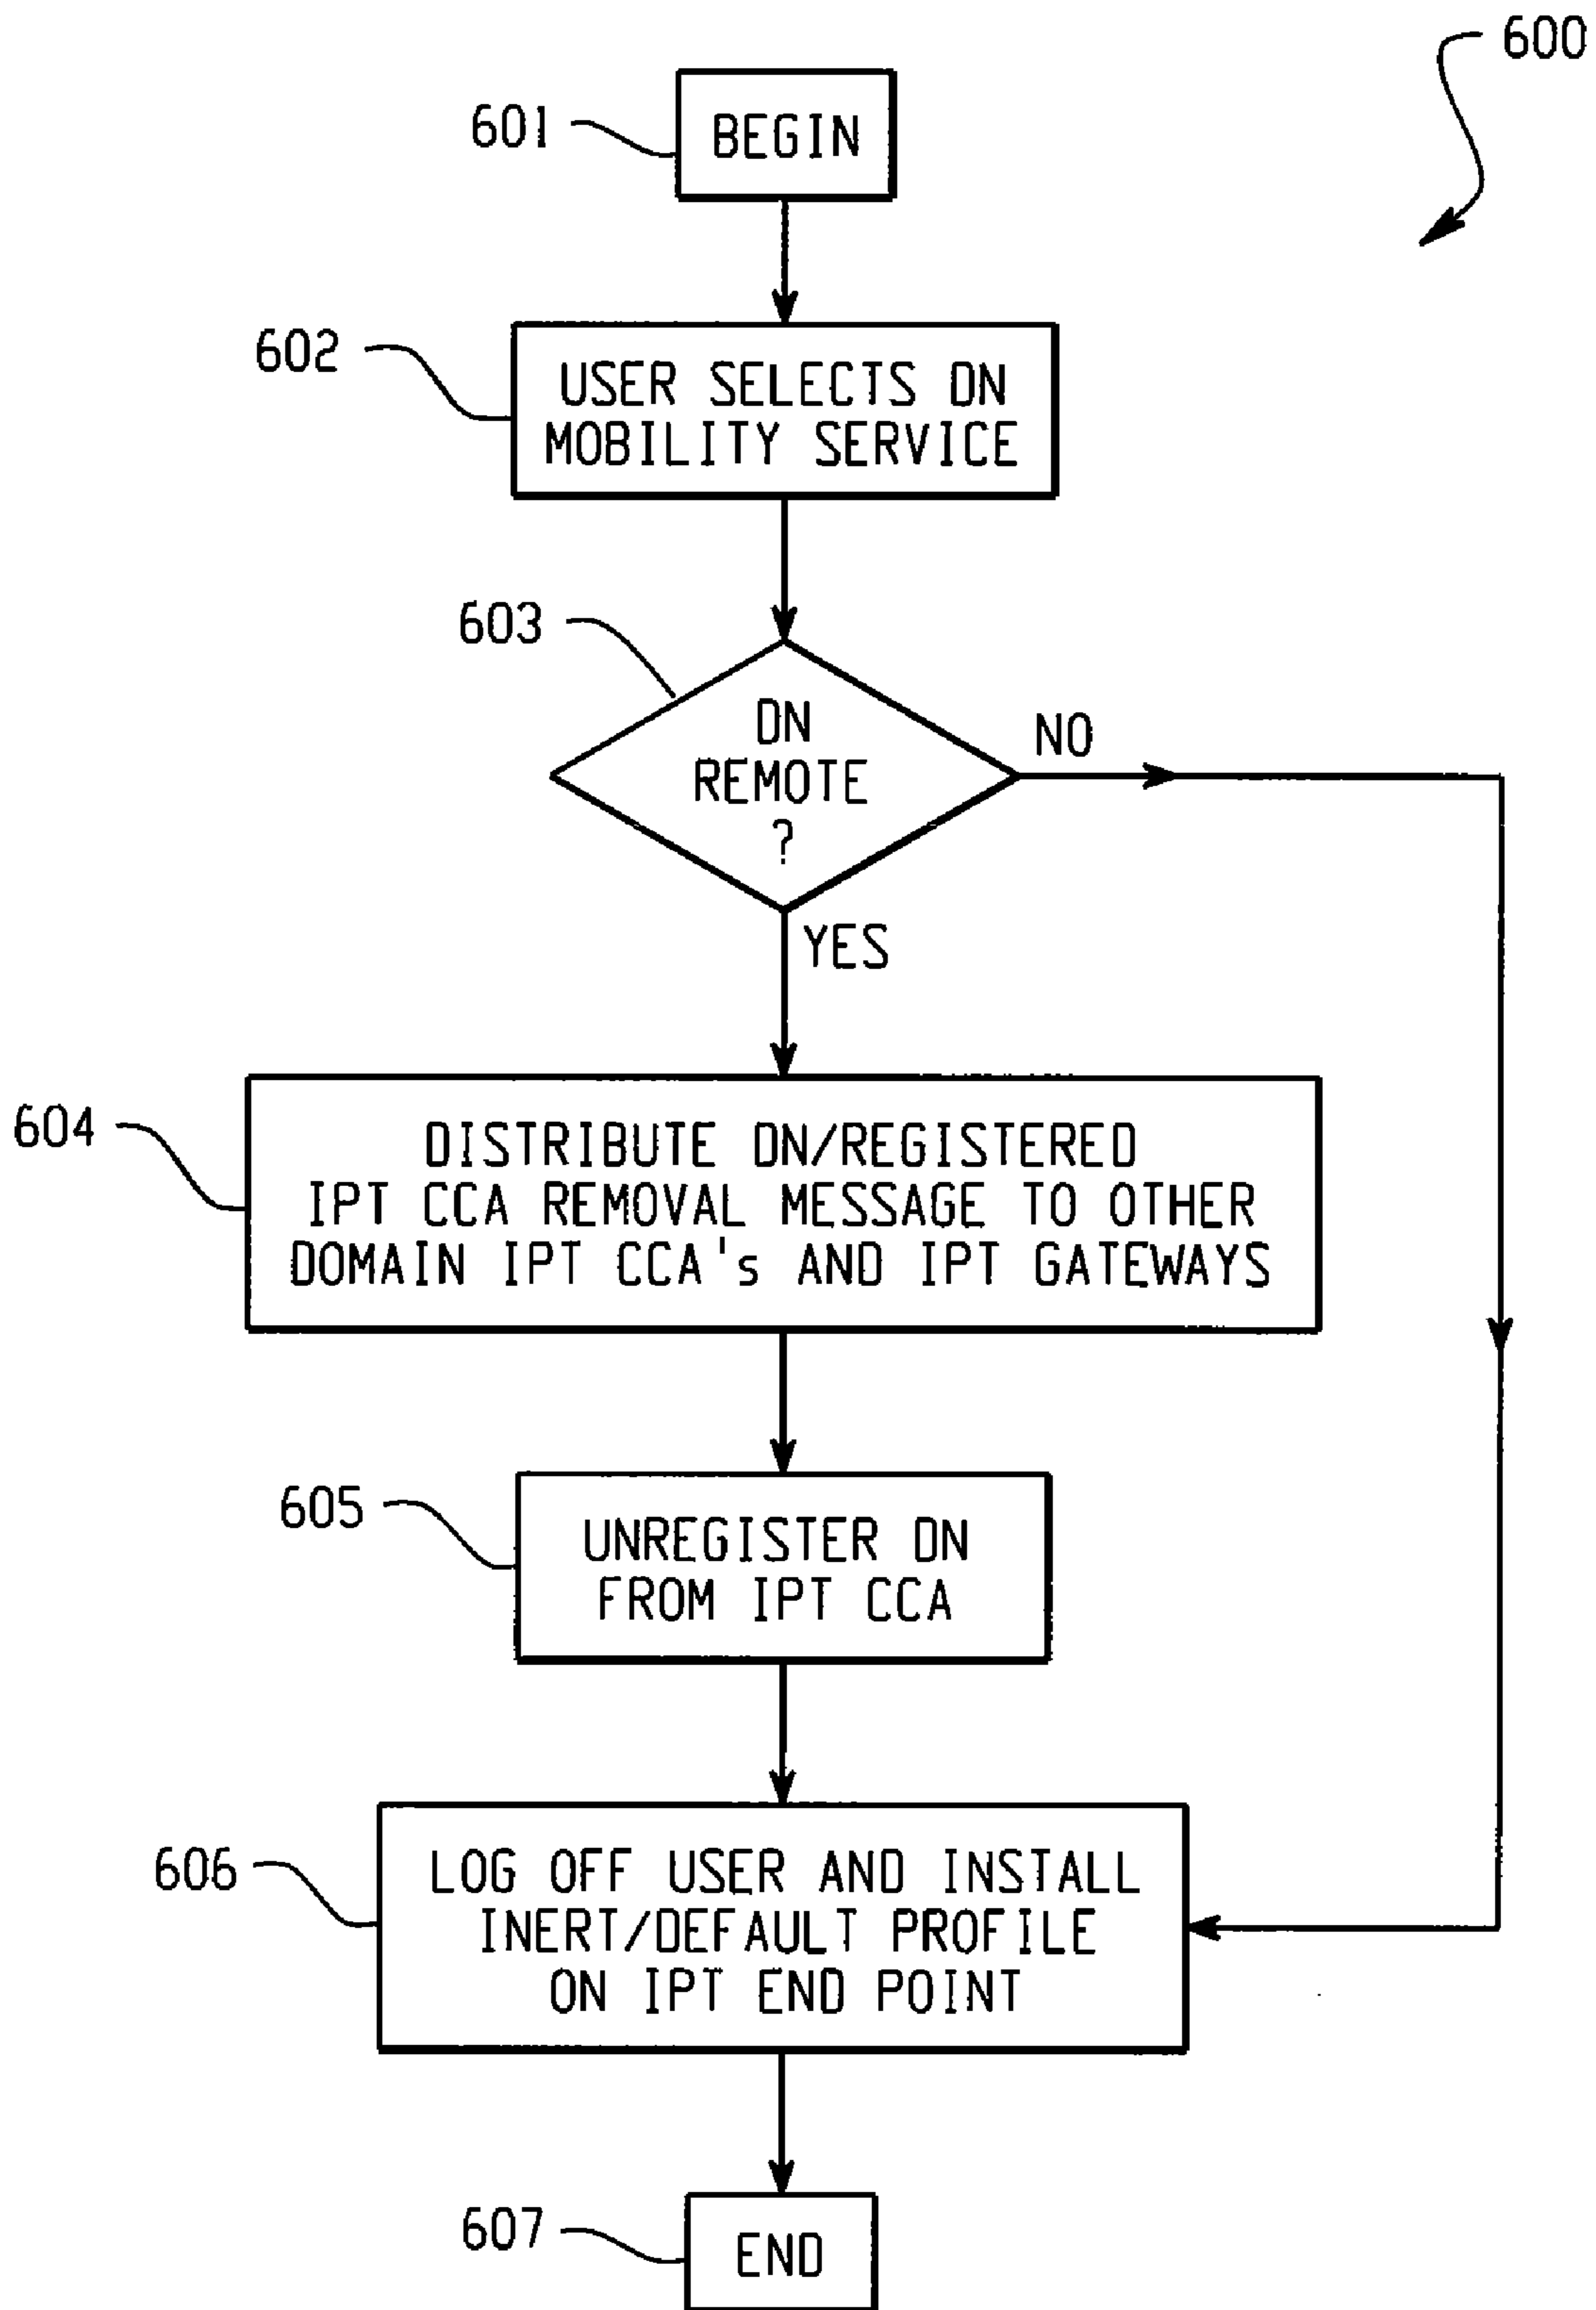 600
601
BEGIN
602
USER SELECTS DN
MOBILITY SERVICE
603
DN
REMOTE
?
NO
YES
604
DISTRIBUTE DN/REGISTERED
IPT CCA REMOVAL MESSAGE TO OTHER
DOMAIN IPT CCA's AND IPT GATEWAYS
605
UNREGISTER DN
FROM IPT CCA
606
LOG OFF USER AND INSTALL
INERT/DEFAULT PROFILE
ON IPT END POINT
607
END